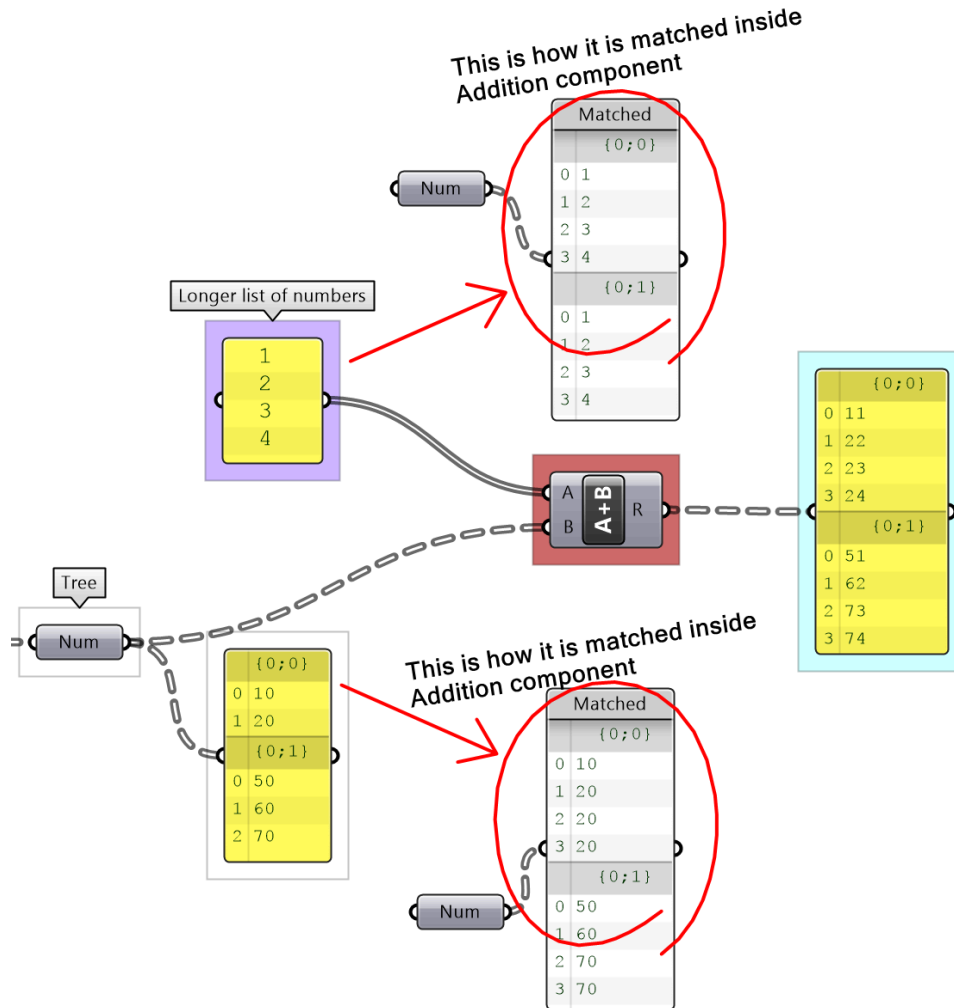 This is how it is matched inside
Addition component
Matched
{0;0}
0 1
1 2
2 3
3 4
{0;1}
0 1
1 2
2 3
3 4
Num
Longer list of numbers
1
2
3
4
A
B
A+B
R
{0;0}
0 11
1 22
2 23
3 24
{0;1}
0 51
1 62
2 73
3 74
Tree
Num
{0;0}
0 10
1 20
{0;1}
0 50
1 60
2 70
This is how it is matched inside
Addition component
Matched
{0;0}
0 10
1 20
2 20
3 20
{0;1}
0 50
1 60
2 70
3 70
Num